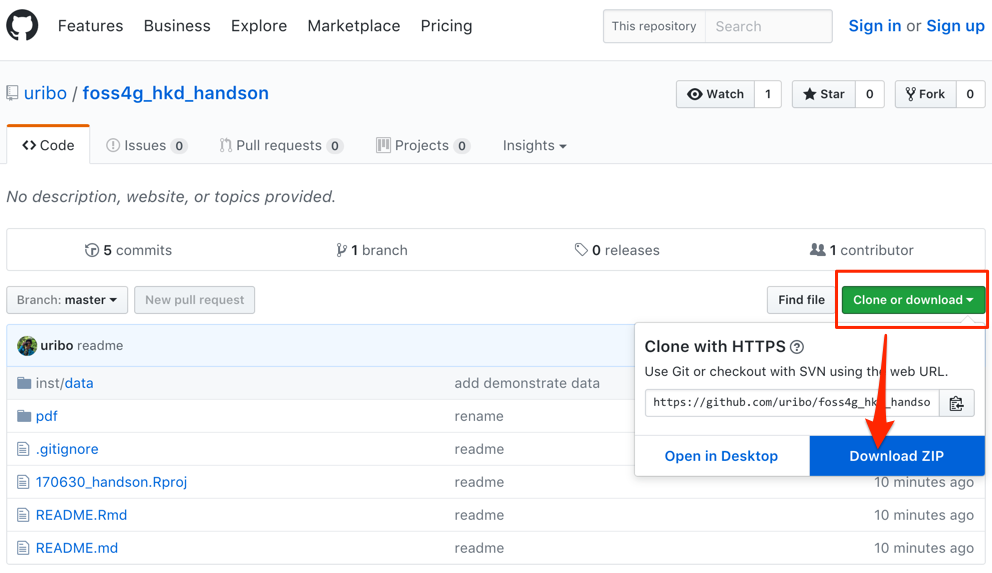 Features Business Explore Marketplace Pricing This repository Search Sign in or Sign up
uribo / foss4g_hkd_handson Watch 1 Star 0 Fork 0
Code Issues 0 Pull requests 0 Projects 0 Insights
No description, website, or topics provided.
5 commits 1 branch 0 releases 1 contributor
Branch: master New pull request Find file Clone or download
uribo readme
Clone with HTTPS
Use Git or checkout with SVN using the web URL.
https://github.com/uribo/foss4g_hkd_handso
Open in Desktop Download ZIP
inst/data add demonstrate data
pdf rename
.gitignore readme
170630_handson.Rproj readme 10 minutes ago
README.Rmd readme 10 minutes ago
README.md readme 10 minutes ago